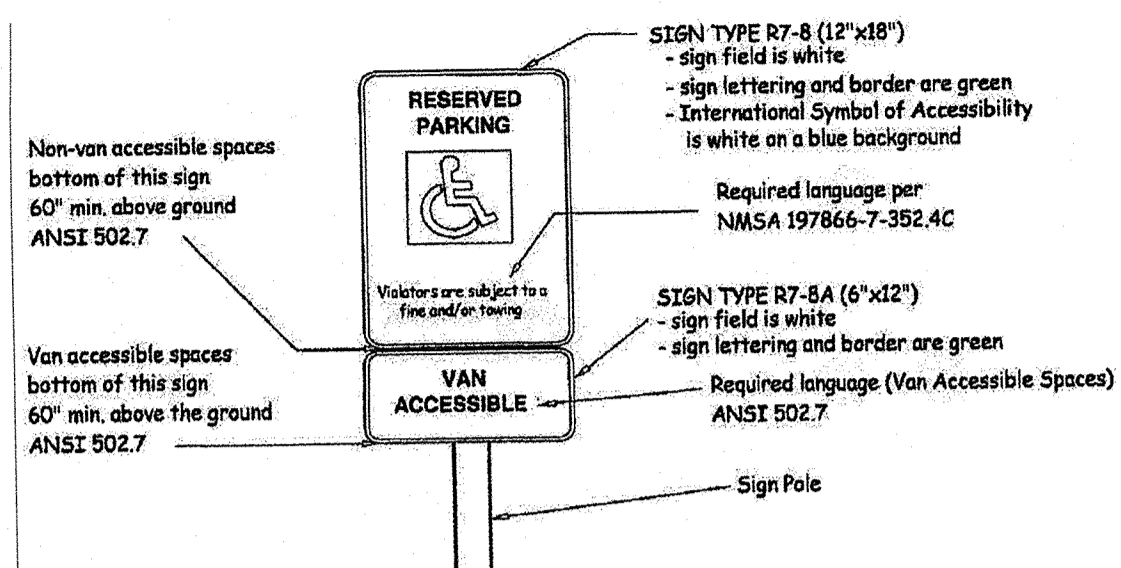 SIGN TYPE R7-8 (12"x18")
- sign field is white
- sign lettering and border are green
- International Symbol of Accessibility
is white on a blue background
RESERVED
PARKING
Non-van accessible spaces
bottom of this sign
60" min. above ground
ANSI 502.7
Required language per
NMSA 197866-7-352.4C
Violators are subject to a
fine and/or towing
SIGN TYPE R7-8A (6"x12")
- sign field is white
- sign lettering and border are green
Van accessible spaces
bottom of this sign
60" min. above the ground
ANSI 502.7
VAN
ACCESSIBLE
Required language (Van Accessible Spaces)
ANSI 502.7
Sign Pole